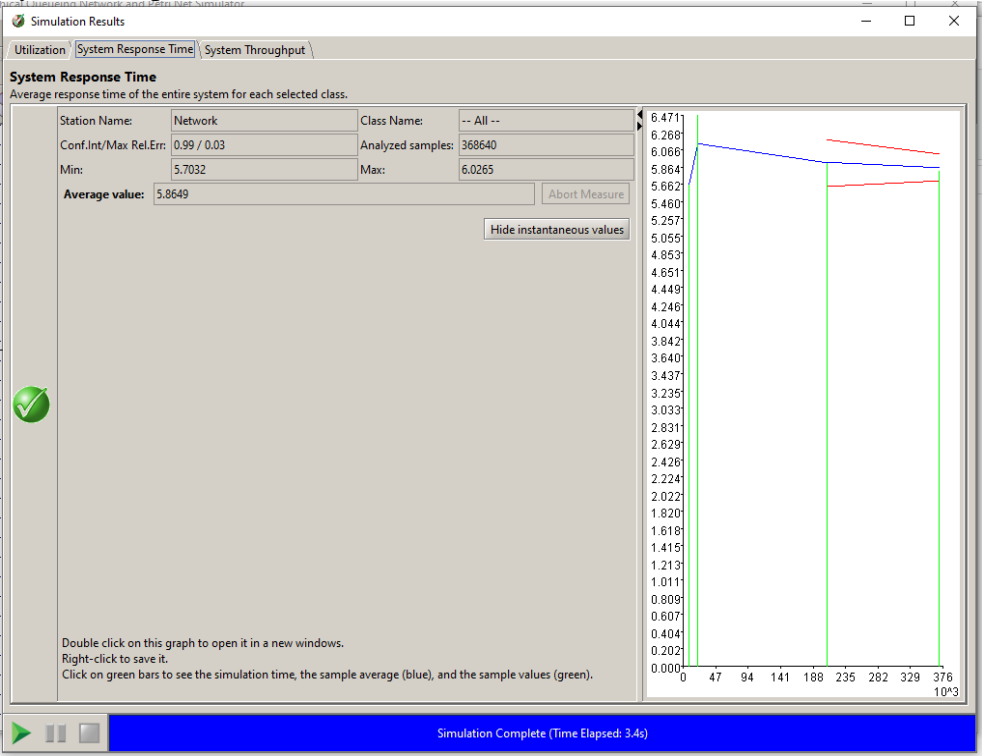 hical Queueing Network and Petri Net Simulator
Simulation Results
Utilization System Response Time System Throughput
System Response Time
Average response time of the entire system for each selected class.
Station Name: Network Class Name: -- All --
Conf.Int/Max Rel.Err: 0.99 / 0.03 Analyzed samples: 368640
Min: 5.7032 Max: 6.0265
Average value: 5.8649 Abort Measure
Hide instantaneous values
6.471
6.268
6.066
5.864
5.662
5.460
5.257
5.055
4.853
4.651
4.449
4.246
4.044
3.842
3.640
3.437
3.235
3.033
2.831
2.629
2.426
2.224
2.022
1.820
1.618
1.415
1.213
1.011
0.809
0.607
0.404
0.202
0.000
0 47 94 141 188 235 282 329 376
10^3
Double click on this graph to open it in a new windows.
Right-click to save it.
Click on green bars to see the simulation time, the sample average (blue), and the sample values (green).
Simulation Complete (Time Elapsed: 3.4s)